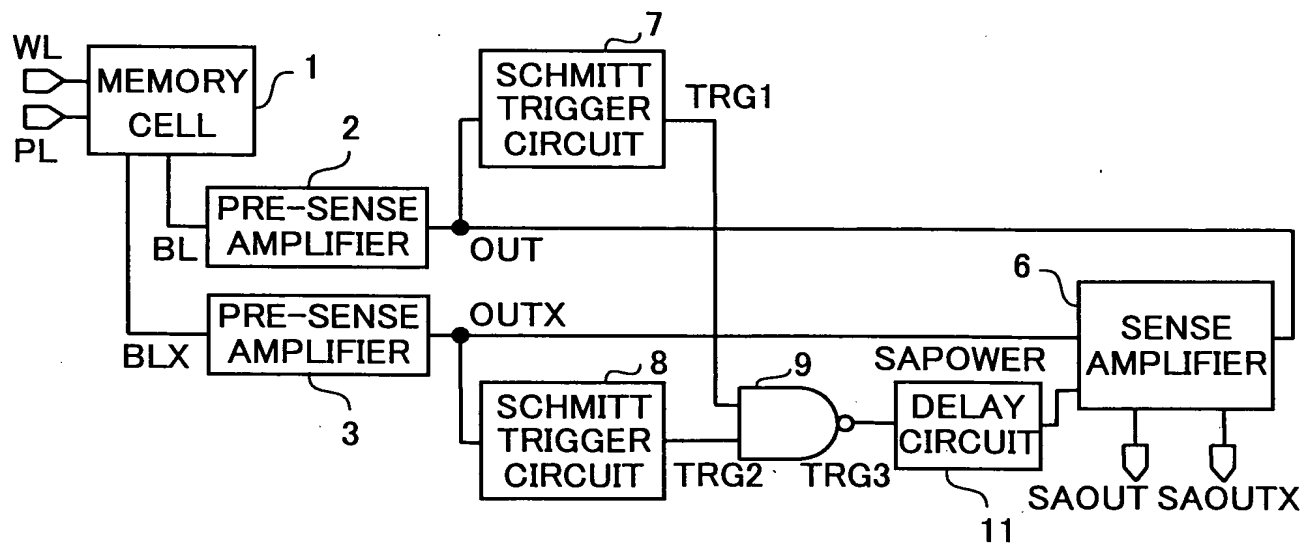 WL
PL
MEMORY
CELL
1
2
PRE-SENSE
AMPLIFIER
BL
OUT
7
SCHMITT
TRIGGER
CIRCUIT
TRG1
PRE-SENSE
AMPLIFIER
BLX
3
OUTX
8
SCHMITT
TRIGGER
CIRCUIT
TRG2
9
TRG3
SAPOWER
DELAY
CIRCUIT
11
6
SENSE
AMPLIFIER
SAOUT
SAOUTX